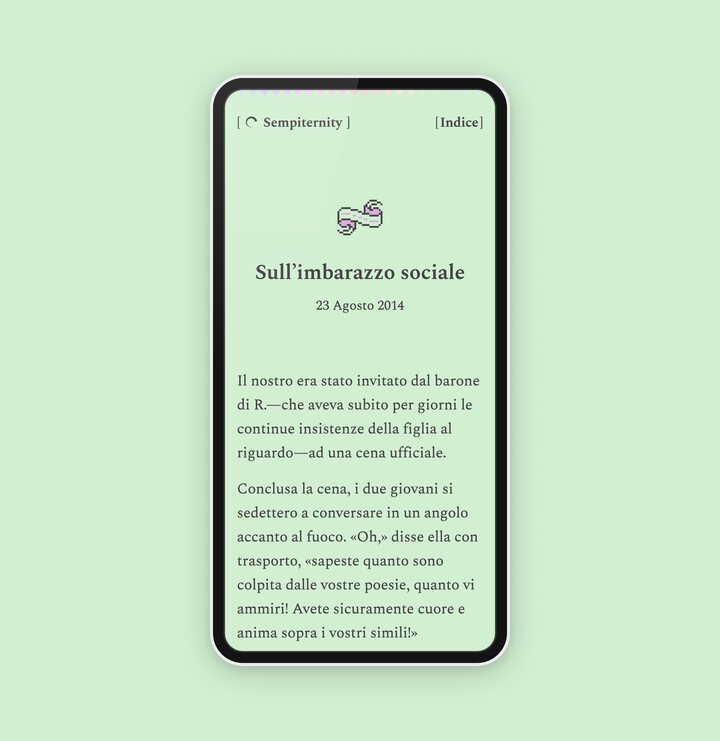 [ Sempiternity ] [Indice]
Sull’imbarazzo sociale
23 Agosto 2014
Il nostro era stato invitato dal barone
di R.—che aveva subito per giorni le
continue insistenze della figlia al
riguardo—ad una cena ufficiale.
Conclusa la cena, i due giovani si
sedettero a conversare in un angolo
accanto al fuoco. «Oh,» disse ella con
trasporto, «sapeste quanto sono
colpita dalle vostre poesie, quanto vi
ammiri! Avete sicuramente cuore e
anima sopra i vostri simili!»